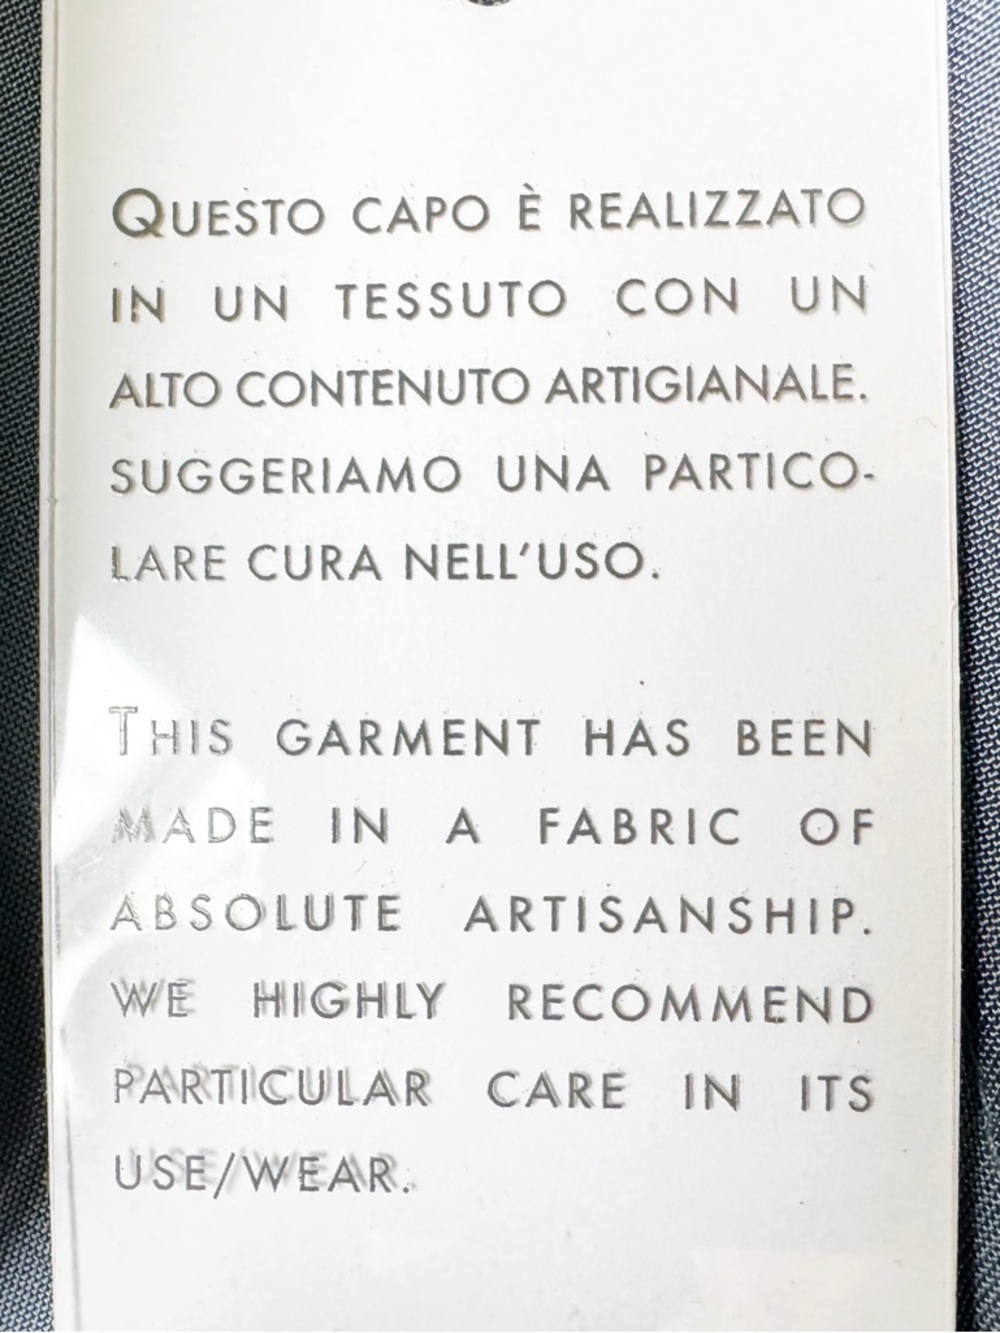 QUESTO CAPO È REALIZZATO
IN UN TESSUTO CON UN
ALTO CONTENUTO ARTIGIANALE.
SUGGERIAMO UNA PARTICO-
LARE CURA NELL'USO.
THIS GARMENT HAS BEEN
MADE IN A FABRIC OF
ABSOLUTE ARTISANSHIP.
WE HIGHLY RECOMMEND
PARTICULAR CARE IN ITS
USE/WEAR.